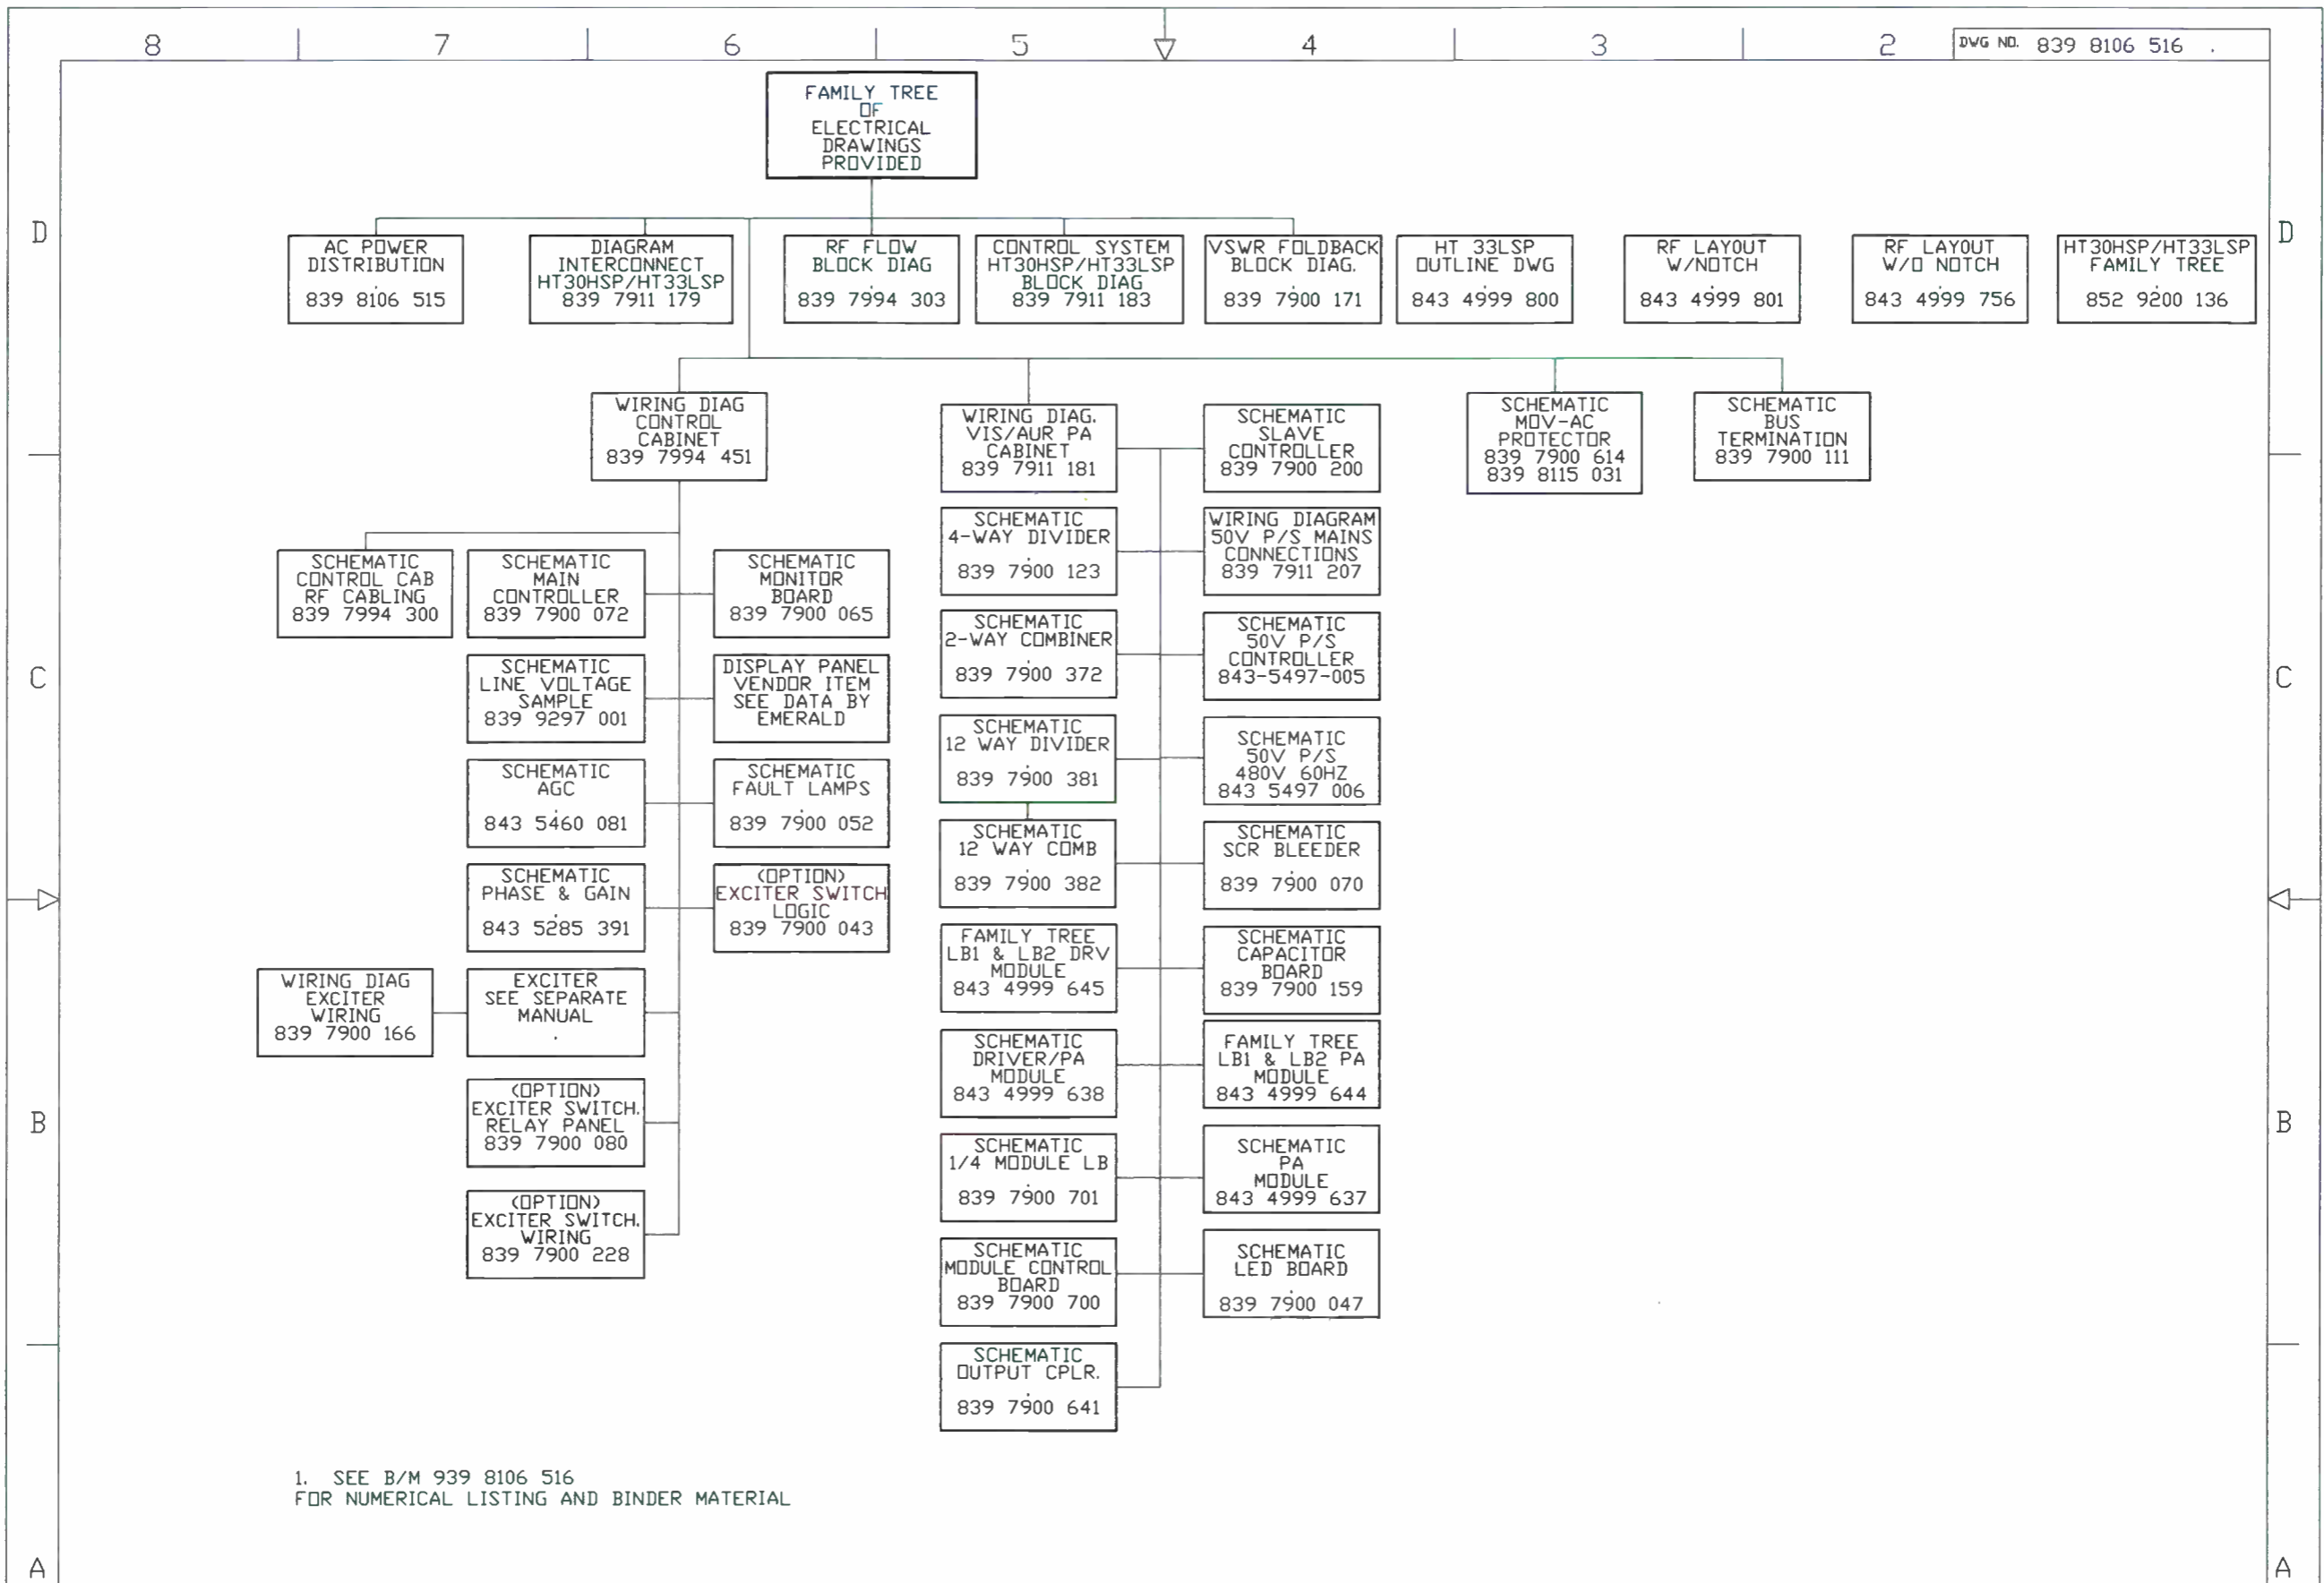 8 7 6 5 4 3 2
DWG NO. 839 8106 516 .
FAMILY TREE
OF
ELECTRICAL
DRAWINGS
PROVIDED
D
D
AC POWER
DISTRIBUTION
.
839 8106 515
DIAGRAM
INTERCONNECT
HT30HSP/HT33LSP
839 7911 179
RF FLOW
BLOCK DIAG
.
839 7994 303
CONTROL SYSTEM
HT30HSP/HT33LSP
BLOCK DIAG
839 7911 183
VSWR FOLDBACK
BLOCK DIAG.
.
839 7900 171
HT 33LSP
OUTLINE DWG
.
843 4999 800
RF LAYOUT
W/NOTCH
.
843 4999 801
RF LAYOUT
W/O NOTCH
.
843 4999 756
HT30HSP/HT33LSP
FAMILY TREE
.
852 9200 136
WIRING DIAG
CONTROL
CABINET
839 7994 451
WIRING DIAG.
VIS/AUR PA
CABINET
839 7911 181
SCHEMATIC
SLAVE
CONTROLLER
839 7900 200
SCHEMATIC
MOV-AC
PROTECTOR
839 7900 614
839 8115 031
SCHEMATIC
BUS
TERMINATION
839 7900 111
SCHEMATIC
CONTROL CAB
RF CABLING
839 7994 300
SCHEMATIC
MAIN
CONTROLLER
839 7900 072
SCHEMATIC
MONITOR
BOARD
839 7900 065
SCHEMATIC
4-WAY DIVIDER
.
839 7900 123
WIRING DIAGRAM
50V P/S MAINS
CONNECTIONS
839 7911 207
C
C
SCHEMATIC
LINE VOLTAGE
SAMPLE
839 9297 001
DISPLAY PANEL
VENDOR ITEM
SEE DATA BY
EMERALD
SCHEMATIC
2-WAY COMBINER
.
839 7900 372
SCHEMATIC
50V P/S
CONTROLLER
843-5497-005
SCHEMATIC
AGC
.
843 5460 081
SCHEMATIC
FAULT LAMPS
.
839 7900 052
SCHEMATIC
12 WAY DIVIDER
.
839 7900 381
SCHEMATIC
50V P/S
480V 60HZ
843 5497 006
SCHEMATIC
PHASE & GAIN
.
843 5285 391
(OPTION)
EXCITER SWITCH
LOGIC
839 7900 043
SCHEMATIC
12 WAY COMB
.
839 7900 382
SCHEMATIC
SCR BLEEDER
.
839 7900 070
WIRING DIAG
EXCITER
WIRING
839 7900 166
EXCITER
SEE SEPARATE
MANUAL
.
FAMILY TREE
LB1 & LB2 DRV
MODULE
843 4999 645
SCHEMATIC
CAPACITOR
BOARD
839 7900 159
B
B
(OPTION)
EXCITER SWITCH.
RELAY PANEL
839 7900 080
SCHEMATIC
DRIVER/PA
MODULE
843 4999 638
FAMILY TREE
LB1 & LB2 PA
MODULE
843 4999 644
(OPTION)
EXCITER SWITCH.
WIRING
839 7900 228
SCHEMATIC
1/4 MODULE LB
.
839 7900 701
SCHEMATIC
PA
MODULE
843 4999 637
SCHEMATIC
MODULE CONTROL
BOARD
839 7900 700
SCHEMATIC
LED BOARD
.
839 7900 047
SCHEMATIC
OUTPUT CPLR.
.
839 7900 641
1. SEE B/M 939 8106 516
FOR NUMERICAL LISTING AND BINDER MATERIAL
A
A